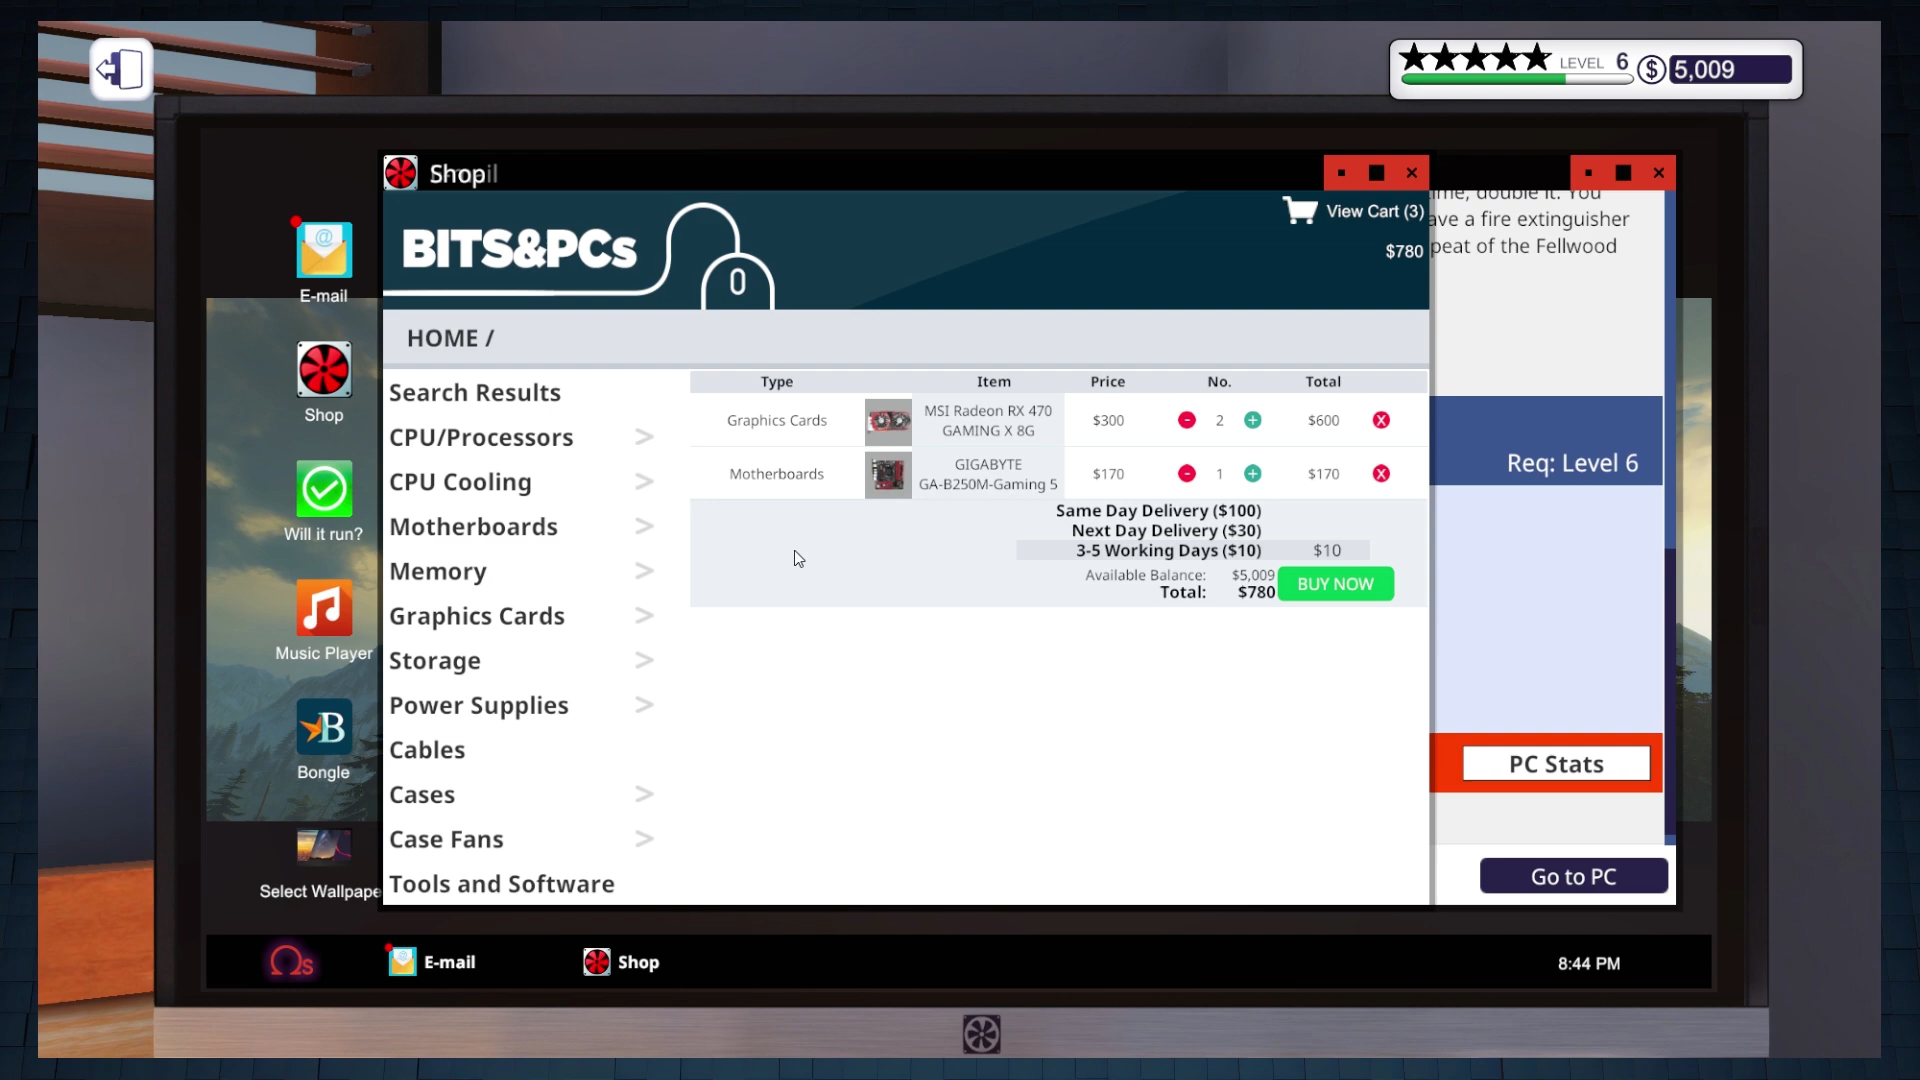 LEVEL 6 $ 5,009
Shop
View Cart (3)
$780
BITS&PCs
HOME /
ave a fire extinguisher
peat of the Fellwood
E-mail
Shop
Will it run?
Music Player
Bongle
Select Wallpape
Search Results
CPU/Processors >
CPU Cooling >
Motherboards >
Memory >
Graphics Cards >
Storage >
Power Supplies >
Cables
Cases >
Case Fans >
Tools and Software
Type Item Price No. Total
Graphics Cards MSI Radeon RX 470 $300 - 2 + $600 X
GAMING X 8G
Motherboards GIGABYTE $170 - 1 + $170 X
GA-B250M-Gaming 5
Same Day Delivery ($100)
Next Day Delivery ($30)
3-5 Working Days ($10) $10
Available Balance: $5,009
Total: $780
BUY NOW
Req: Level 6
PC Stats
Go to PC
E-mail
Shop
8:44 PM